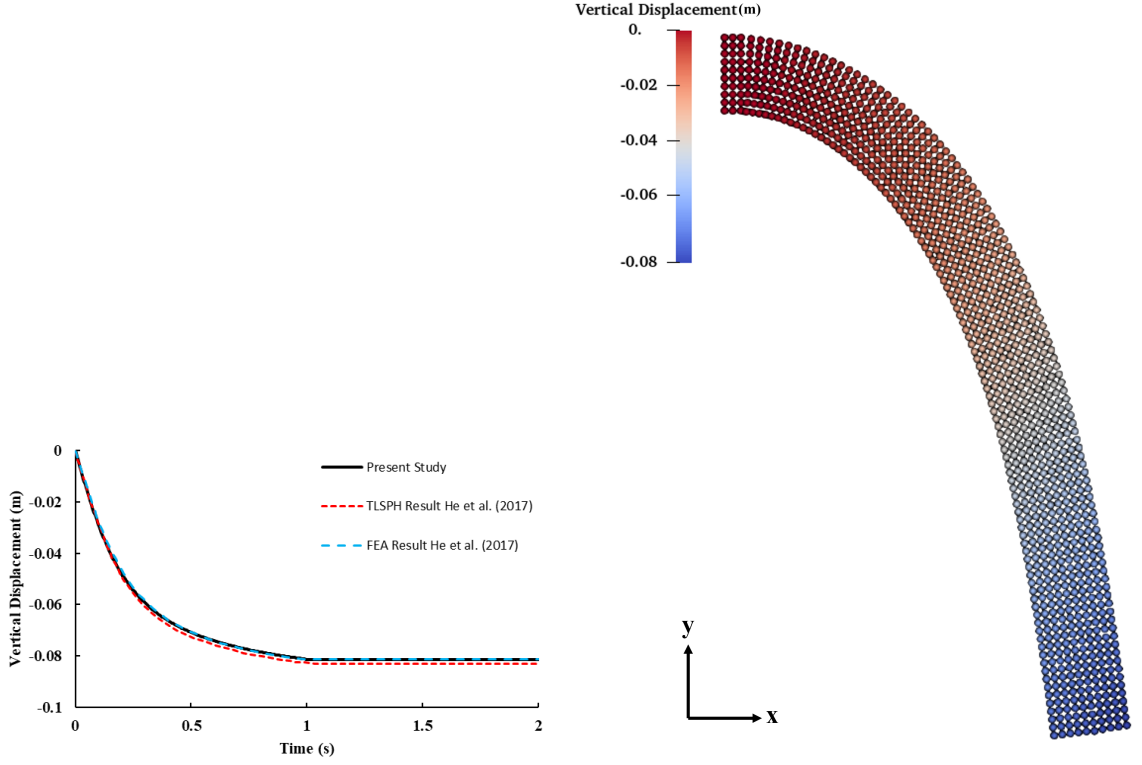 Vertical Displacement(m)
0.
-0.02
-0.04
-0.06
-0.08
0
-0.02
-0.04
-0.06
-0.08
-0.1
Vertical Displacement (m)
Present Study
TLSPH Result He et al. (2017)
FEA Result He et al. (2017)
0 0.5 1 1.5 2
Time (s)
y
x